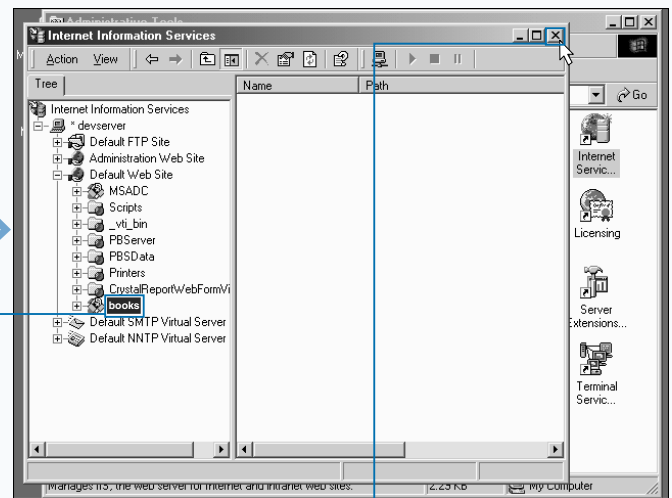 Administrative Tools
Internet Information Services
Action View
Go
Tree
Name Path
Internet Information Services
* devserver
Default FTP Site
Administration Web Site
Default Web Site
MSADC
Scripts
_vti_bin
PBServer
PBSData
Printers
CrystalReportWebFormVi
books
Default SMTP Virtual Server
Default NNTP Virtual Server
Internet
Servic...
Licensing
Server
Extensions...
Terminal
Servic...
Manages IIS, the web server for Internet and intranet web sites. 2.29 KB My Computer